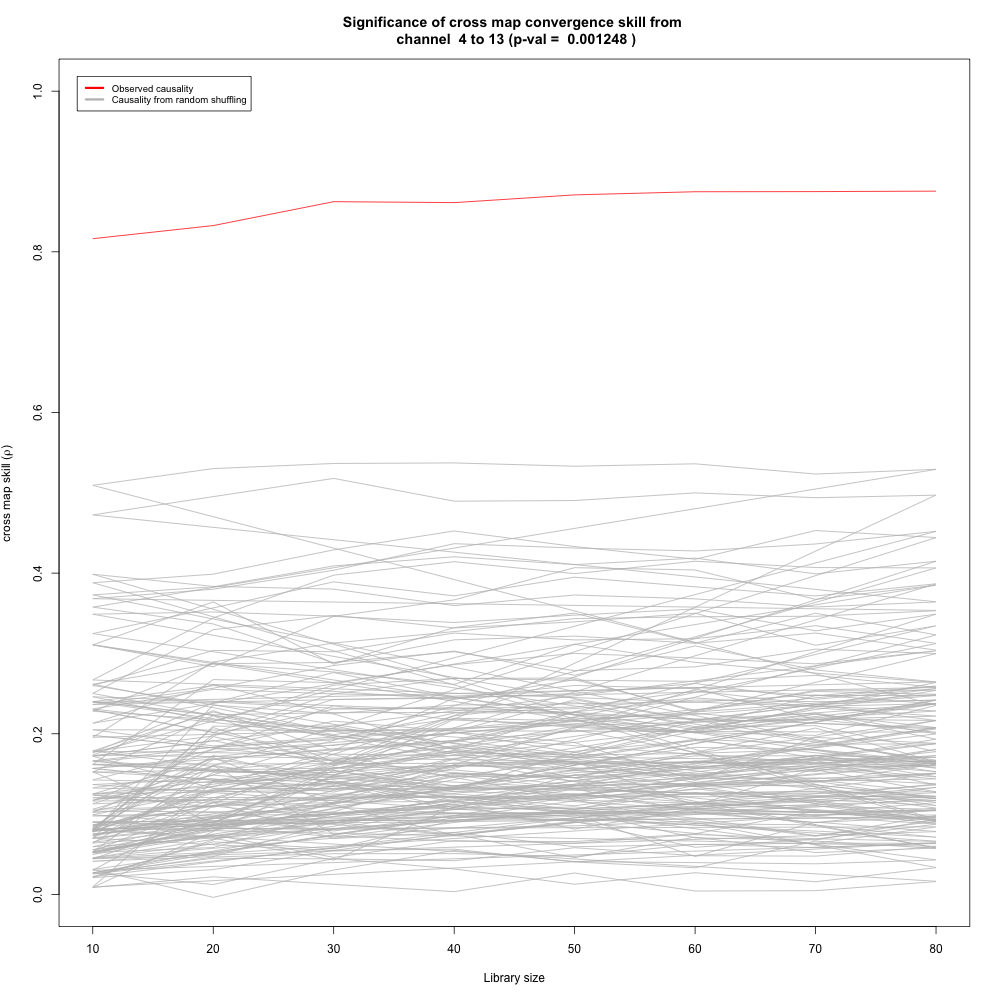 Significance of cross map convergence skill from
channel  4 to 13 (p-val =  0.001248 )
Observed causality
Causality from random shuffling
1.0
0.8
0.6
0.4
0.2
0.0
cross map skill (ρ)
10 20 30 40 50 60 70 80
Library size